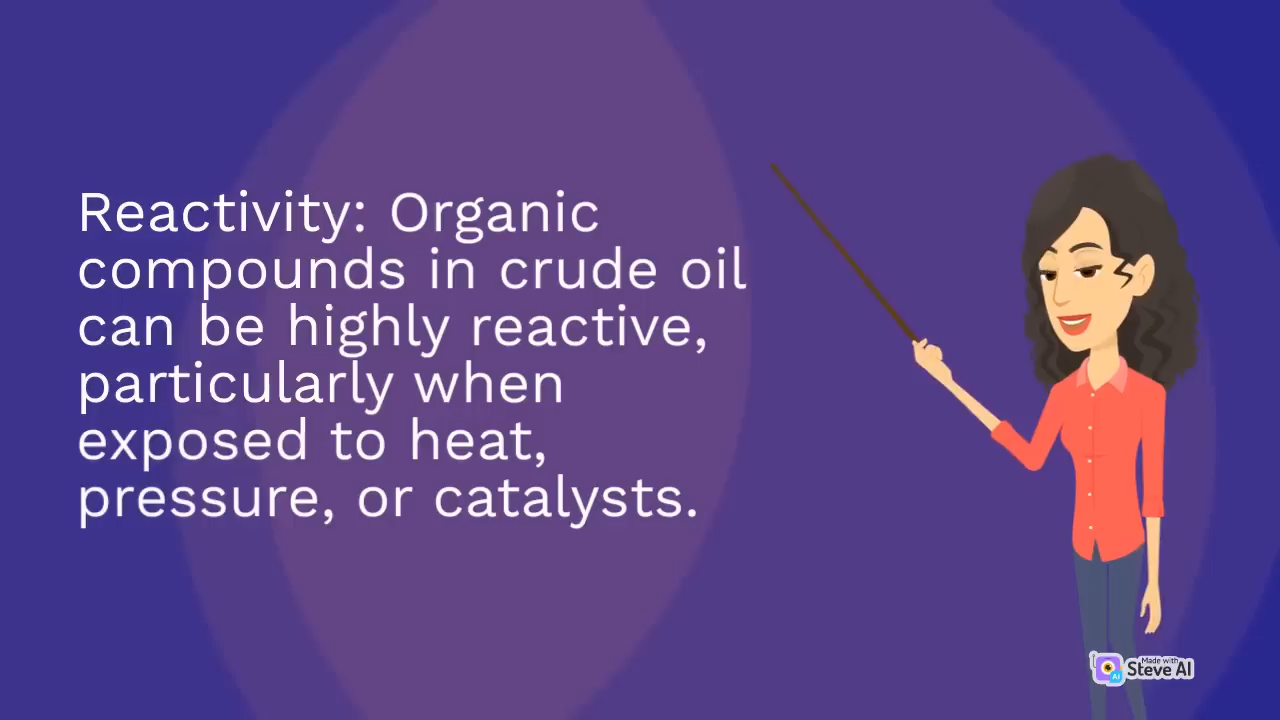 Reactivity: Organic
compounds in crude oil
can be highly reactive,
particularly when
exposed to heat,
pressure, or catalysts.
Made with
Steve AI
AI